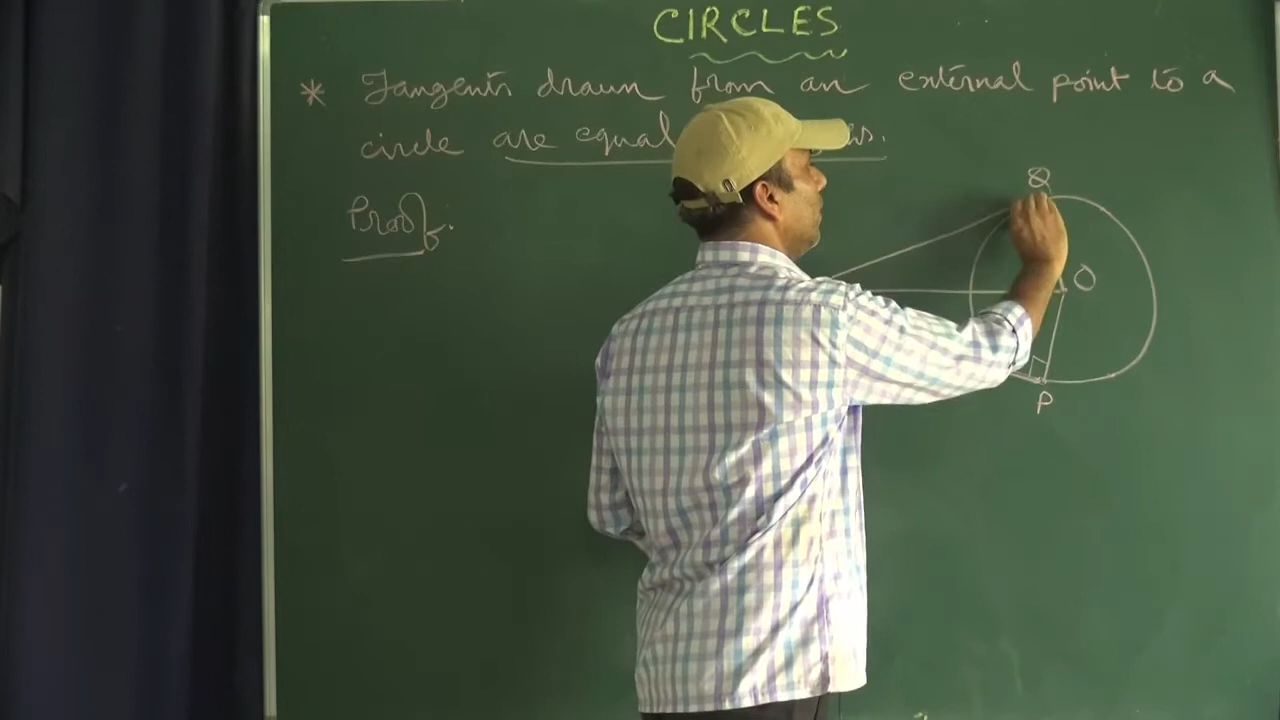 CIRCLES
* Tangents drawn from an external point to a
circle are equal
Proof:
Q
O
P